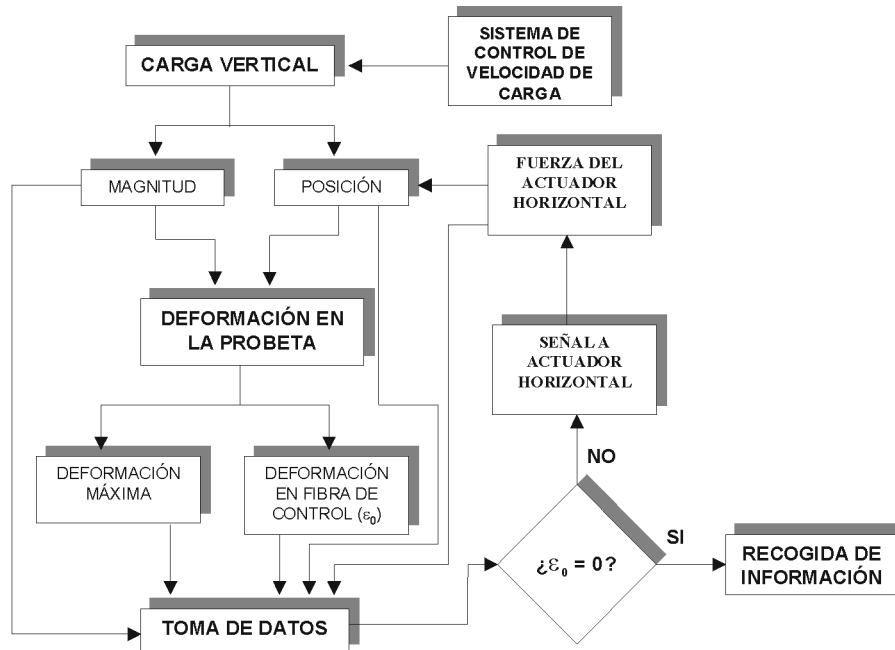 SISTEMA DE
CONTROL DE
VELOCIDAD DE
CARGA
CARGA VERTICAL
MAGNITUD
POSICIÓN
FUERZA DEL
ACTUADOR
HORIZONTAL
DEFORMACIÓN EN
LA PROBETA
SEÑAL A
ACTUADOR
HORIZONTAL
DEFORMACIÓN
MÁXIMA
DEFORMACIÓN
EN FIBRA DE
CONTROL (ε₀)
NO
SI
¿ε₀ = 0?
RECOGIDA DE
INFORMACIÓN
TOMA DE DATOS